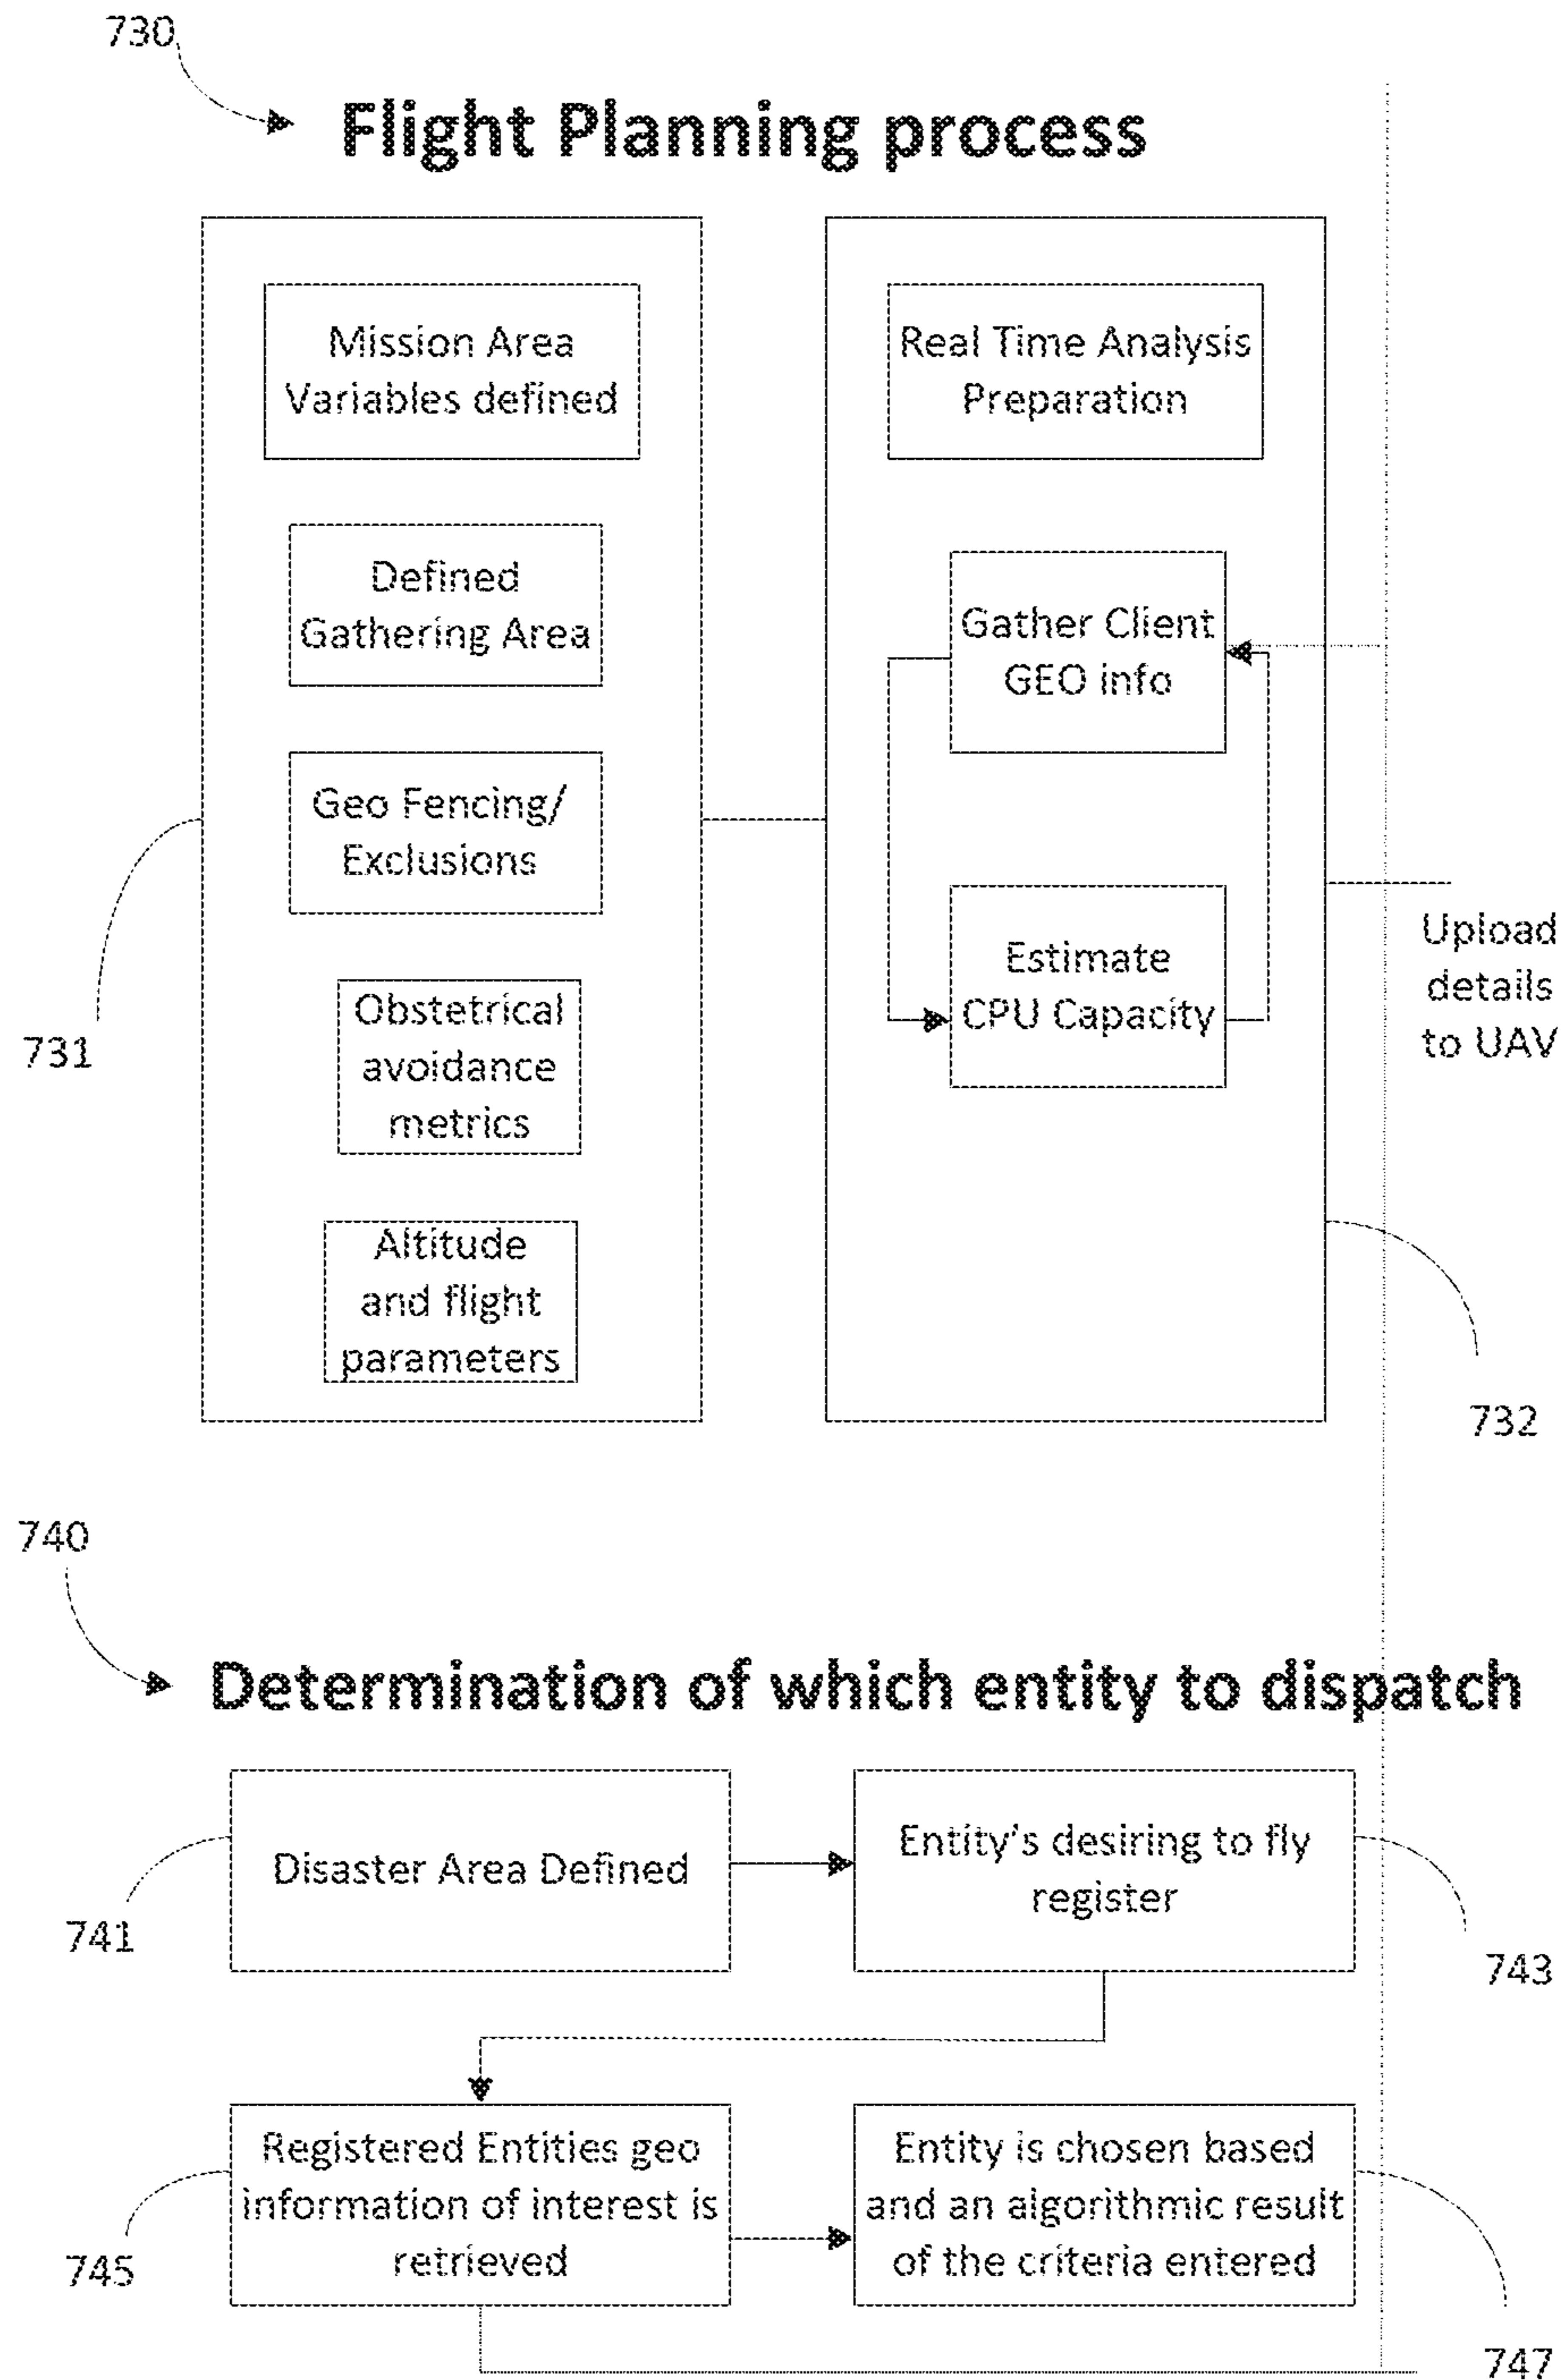 730
Flight Planning process
Mission Area
Variables defined
Defined
Gathering Area
Geo Fencing/
Exclusions
Obstetrical
avoidance
metrics
Altitude
and flight
parameters
731
Real Time Analysis
Preparation
Gather Client
GEO info
Estimate
CPU Capacity
Upload
details
to UAV
732
740
Determination of which entity to dispatch
Disaster Area Defined
741
Entity's desiring to fly
register
743
Registered Entities geo
information of interest is
retrieved
745
Entity is chosen based
and an algorithmic result
of the criteria entered
747